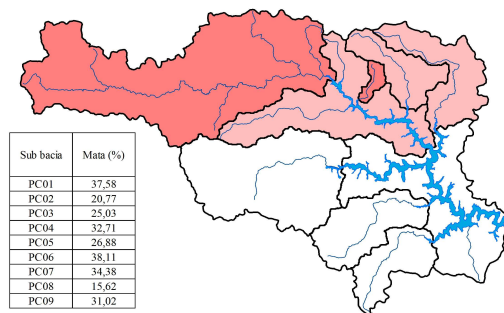 Sub bacia Mata (%)
PC01 37,58
PC02 20,77
PC03 25,03
PC04 32,71
PC05 26,88
PC06 38,11
PC07 34,38
PC08 15,62
PC09 31,02